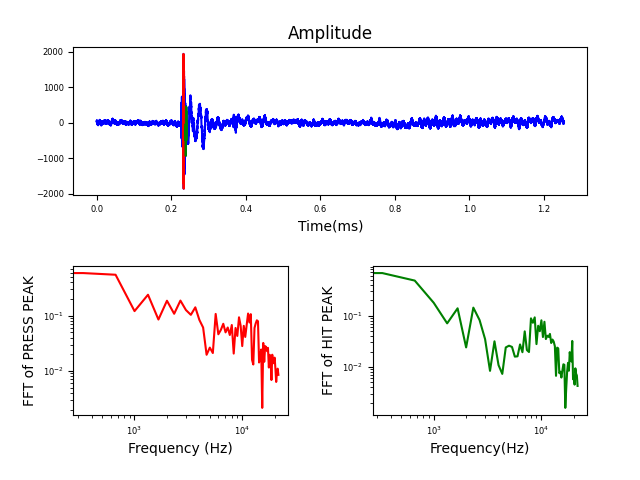 Amplitude
2000
1000
0
−1000
−2000
0.0 0.2 0.4 0.6 0.8 1.0 1.2
Time(ms)
FFT of PRESS PEAK
10⁻¹
10⁻²
10³ 10⁴
Frequency (Hz)
FFT of HIT PEAK
10⁻¹
10⁻²
10³ 10⁴
Frequency(Hz)